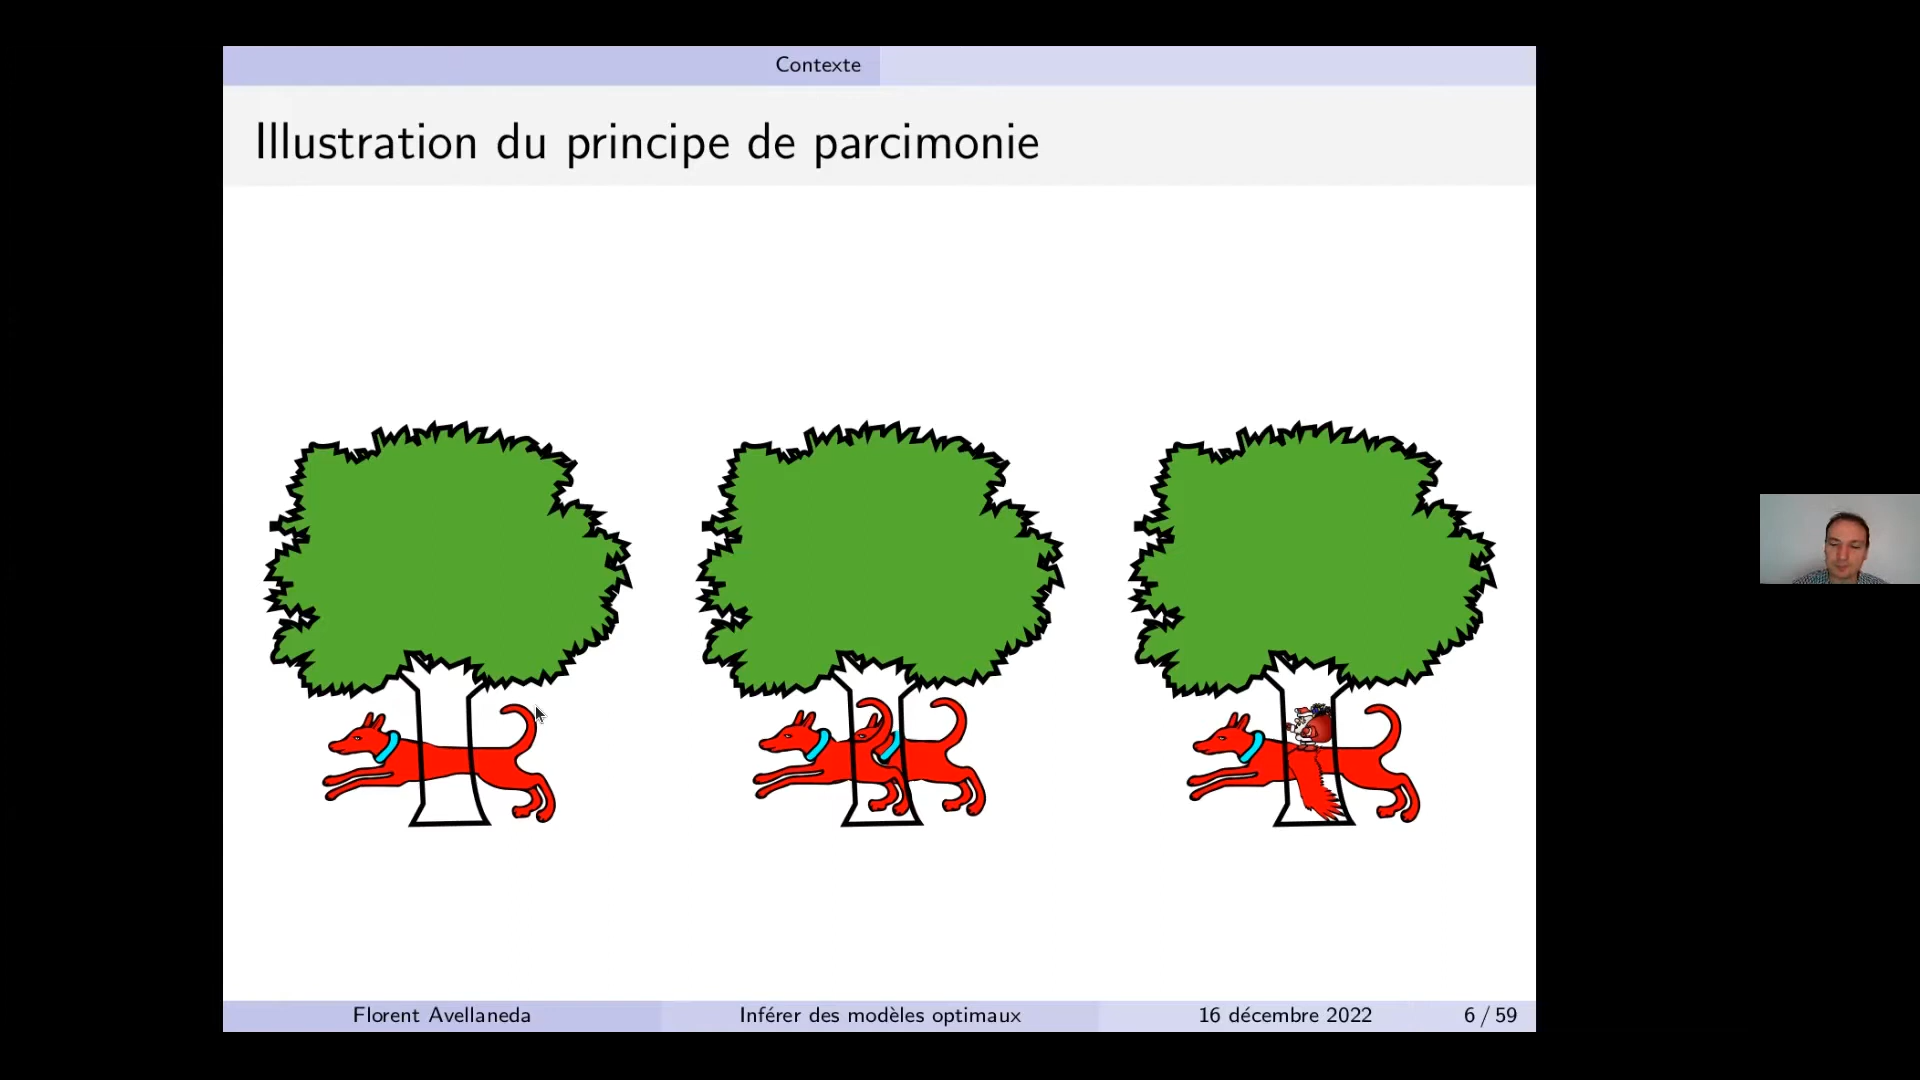 Contexte
Illustration du principe de parcimonie
Florent Avellaneda
Inférer des modèles optimaux
16 décembre 2022
6 / 59